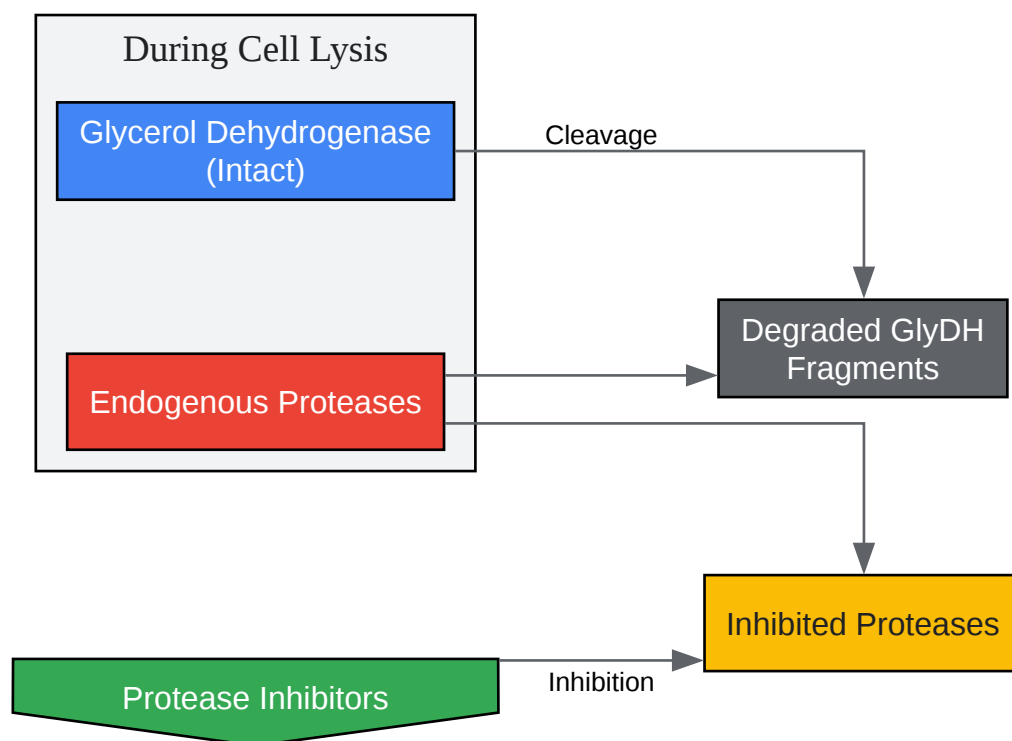 During Cell Lysis
Glycerol Dehydrogenase
(Intact)
Cleavage
Degraded GlyDH
Fragments
Endogenous Proteases
Inhibited Proteases
Inhibition
Protease Inhibitors